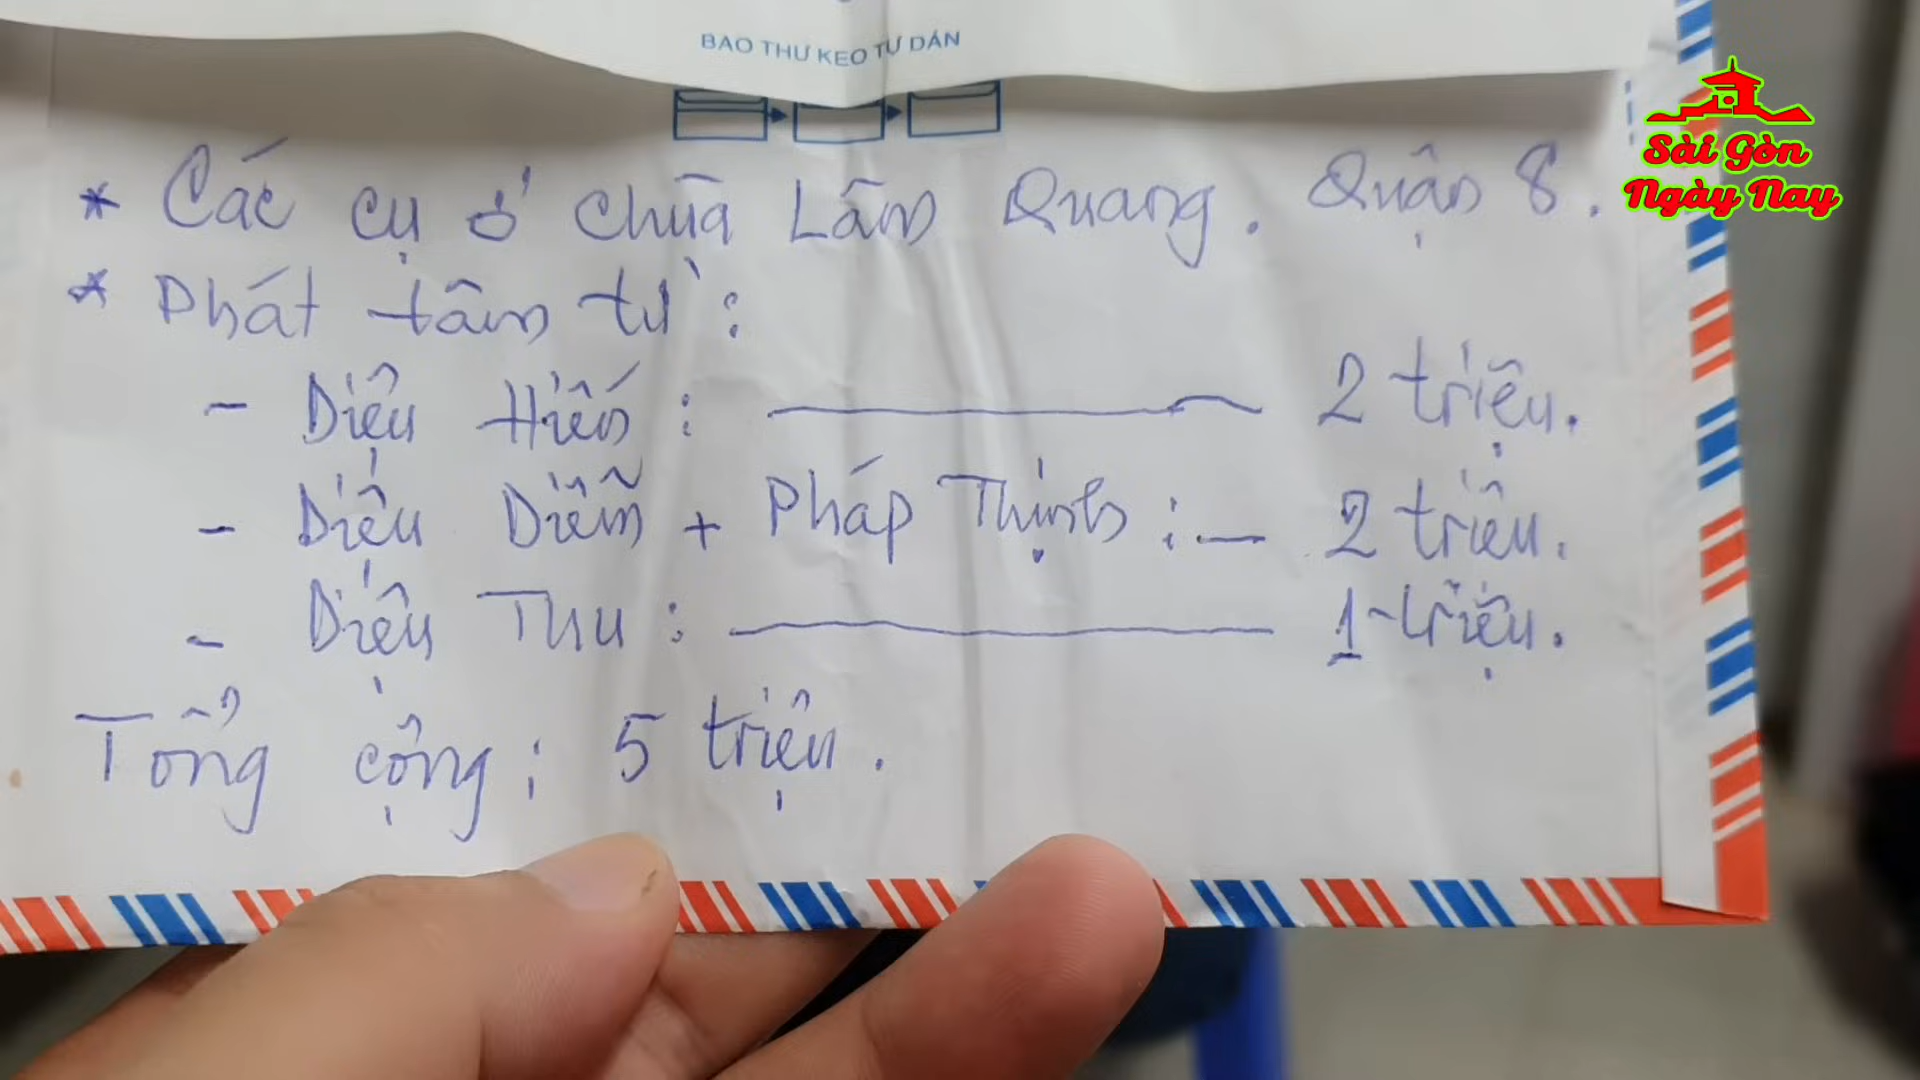 BAO THƯ KEO TỰ DÁN
Sài Gòn
Ngày Nay
* Các cụ ở chùa Lâm Quang. Quận 8.
* Phát tâm từ:
- Diệu Hiến: 2 triệu.
- Diệu Diễm + Pháp Thịnh: 2 triệu.
- Diệu Thu: 1 triệu.
Tổng cộng: 5 triệu.